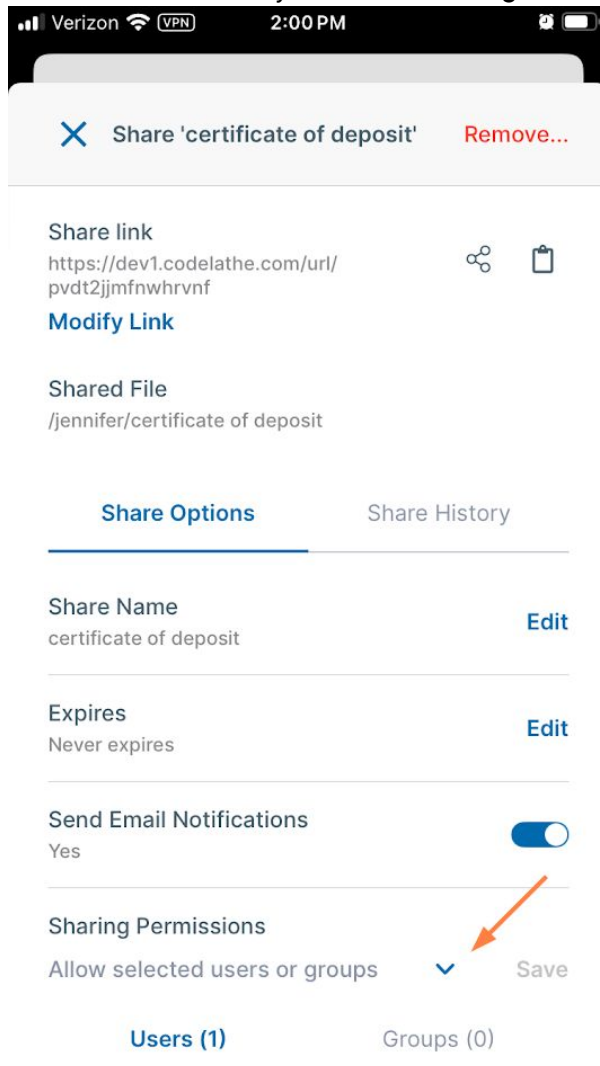 Verizon VPN 2:00 PM
Share 'certificate of deposit' Remove...
Share link
https://dev1.codelathe.com/url/
pvdt2jjmfnwhrvnf
Modify Link
Shared File
/jennifer/certificate of deposit
Share Options Share History
Share Name
certificate of deposit
Edit
Expires
Never expires
Edit
Send Email Notifications
Yes
Sharing Permissions
Allow selected users or groups Save
Users (1) Groups (0)